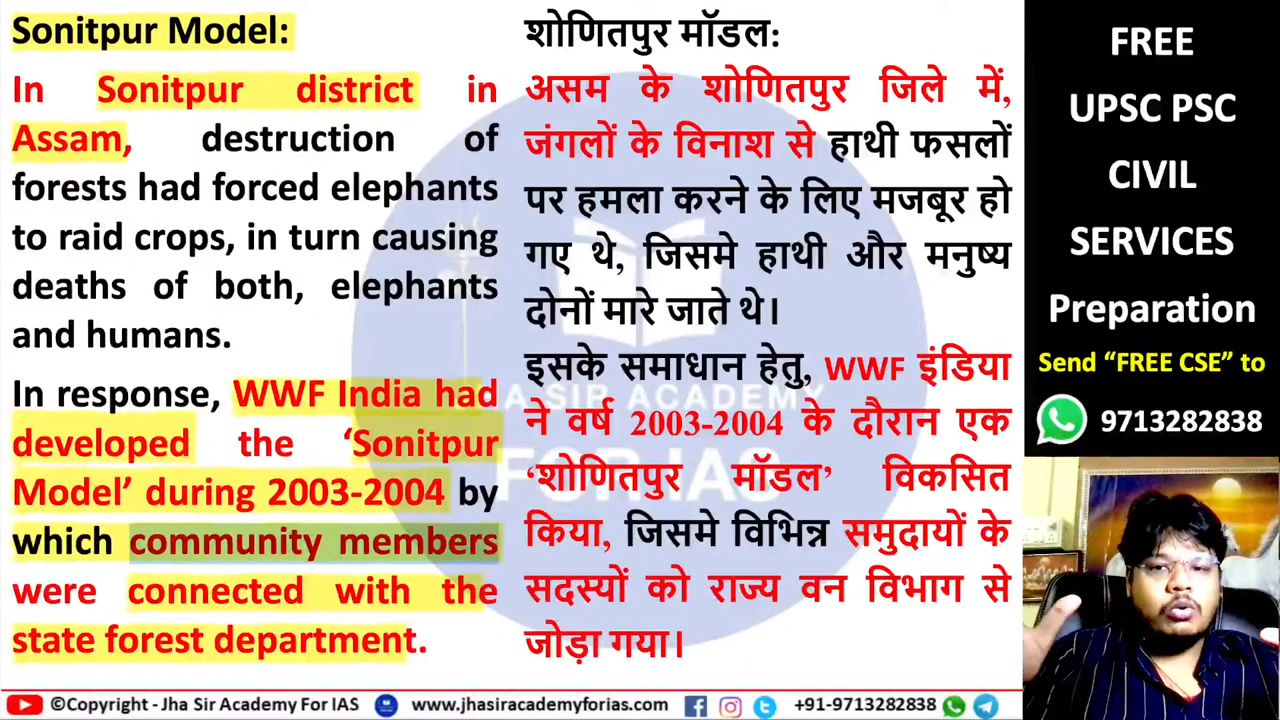 Sonitpur Model:
In Sonitpur district in
Assam, destruction of
forests had forced elephants
to raid crops, in turn causing
deaths of both, elephants
and humans.
In response, WWF India had
developed the ‘Sonitpur
Model’ during 2003-2004 by
which community members
were connected with the
state forest department.
शोणितपुर मॉडल:
असम के शोणितपुर जिले में,
जंगलों के विनाश से हाथी फसलों
पर हमला करने के लिए मजबूर हो
गए थे, जिसमे हाथी और मनुष्य
दोनों मारे जाते थे।
इसके समाधान हेतु, WWF इंडिया
ने वर्ष 2003-2004 के दौरान एक
‘शोणितपुर मॉडल’ विकसित
किया, जिसमे विभिन्न समुदायों के
सदस्यों को राज्य वन विभाग से
जोड़ा गया।
JHA SIR ACADEMY
FOR IAS
FREE
UPSC PSC
CIVIL
SERVICES
Preparation
Send “FREE CSE” to
9713282838
©Copyright - Jha Sir Academy For IAS www.jhasiracademyforias.com +91-9713282838